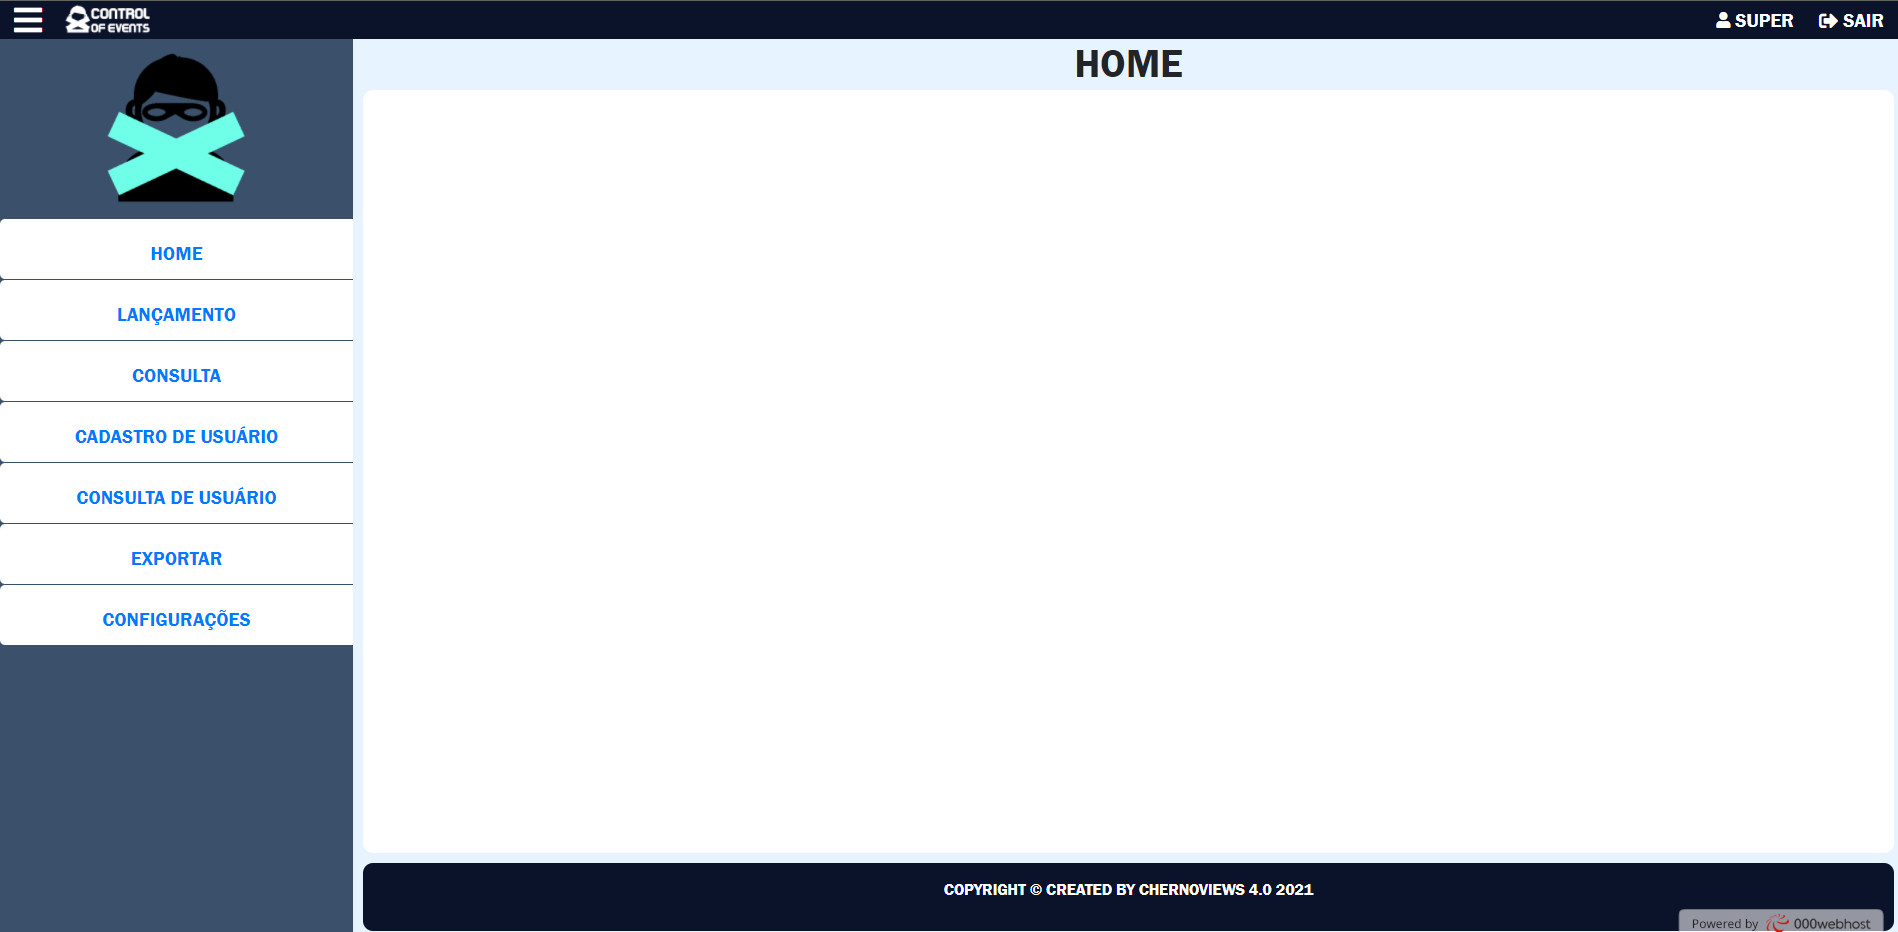 CONTROL
OF EVENTS
SUPER
SAIR
HOME
HOME
LANÇAMENTO
CONSULTA
CADASTRO DE USUÁRIO
CONSULTA DE USUÁRIO
EXPORTAR
CONFIGURAÇÕES
COPYRIGHT © CREATED BY CHERNOVIEWS 4.0 2021
Powered by 000webhost